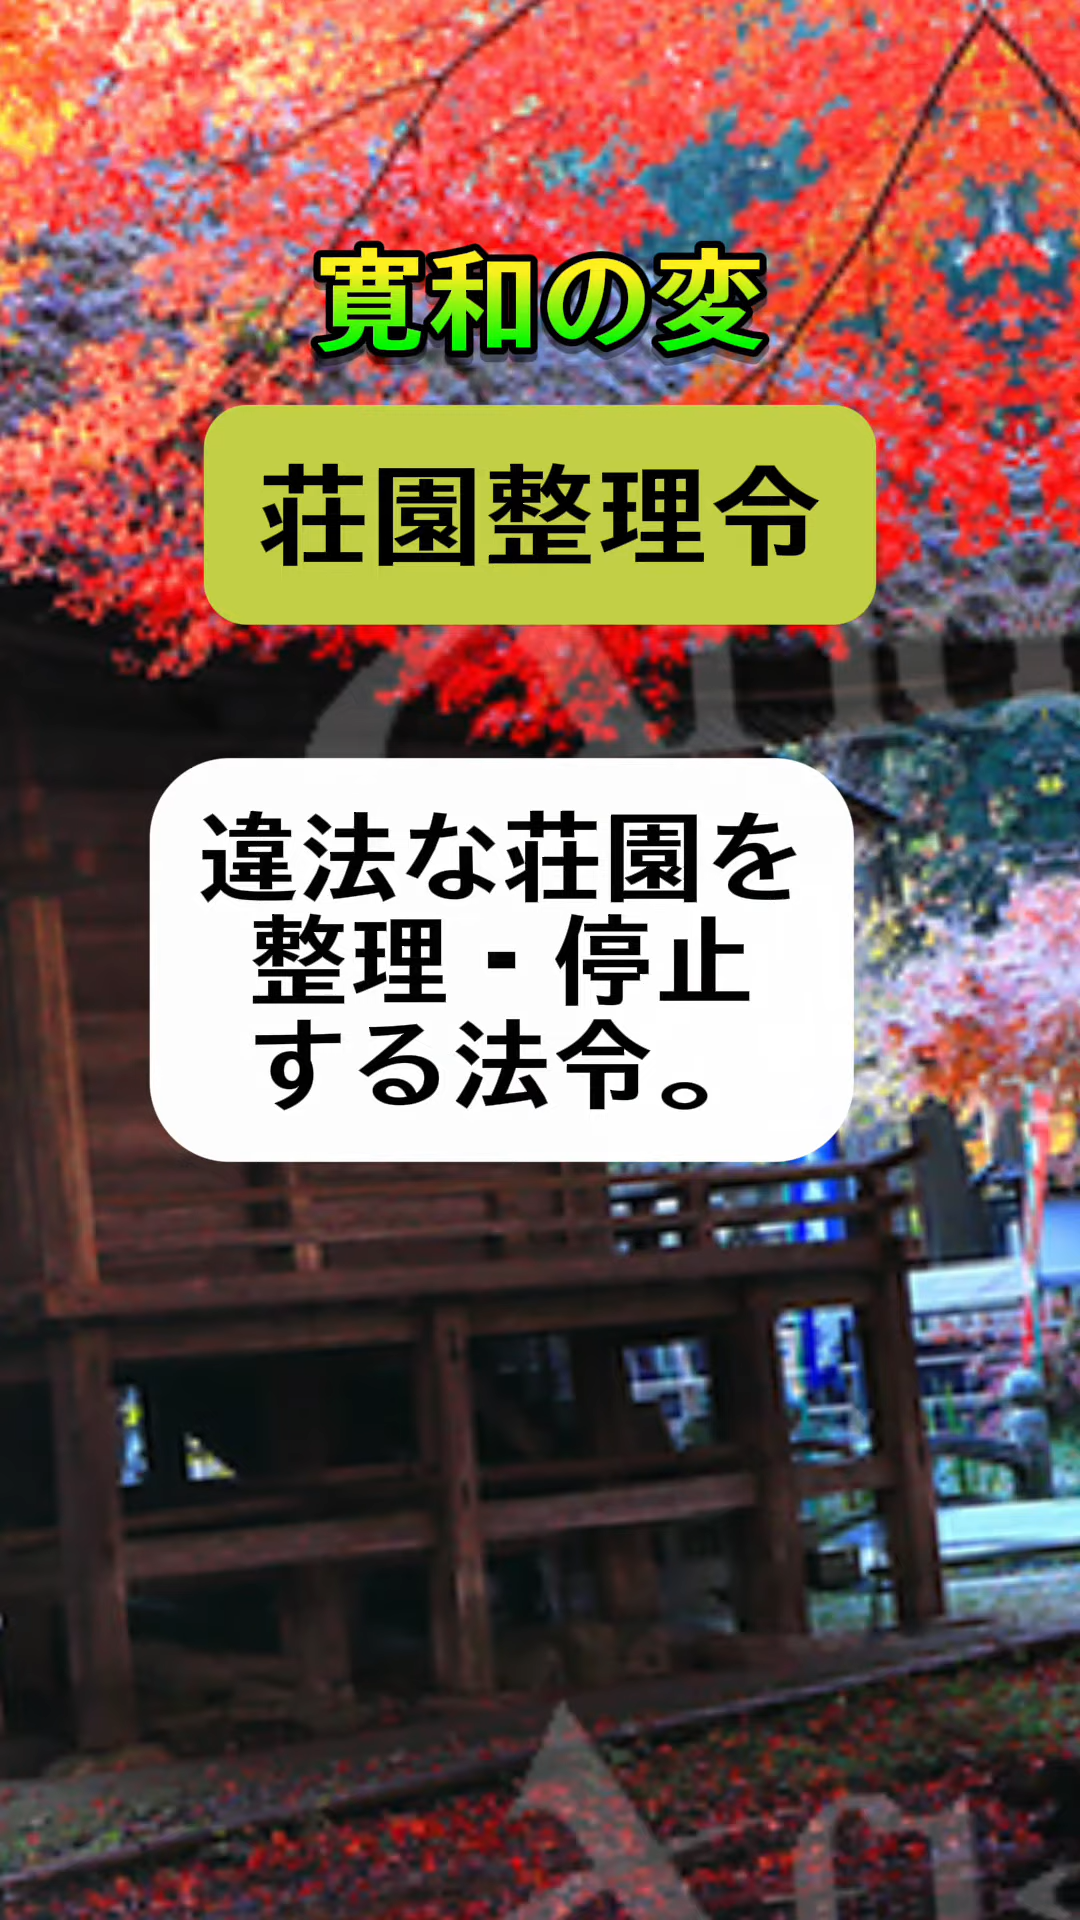 寛和の変
荘園整理令
違法な荘園を
整理・停止
する法令。